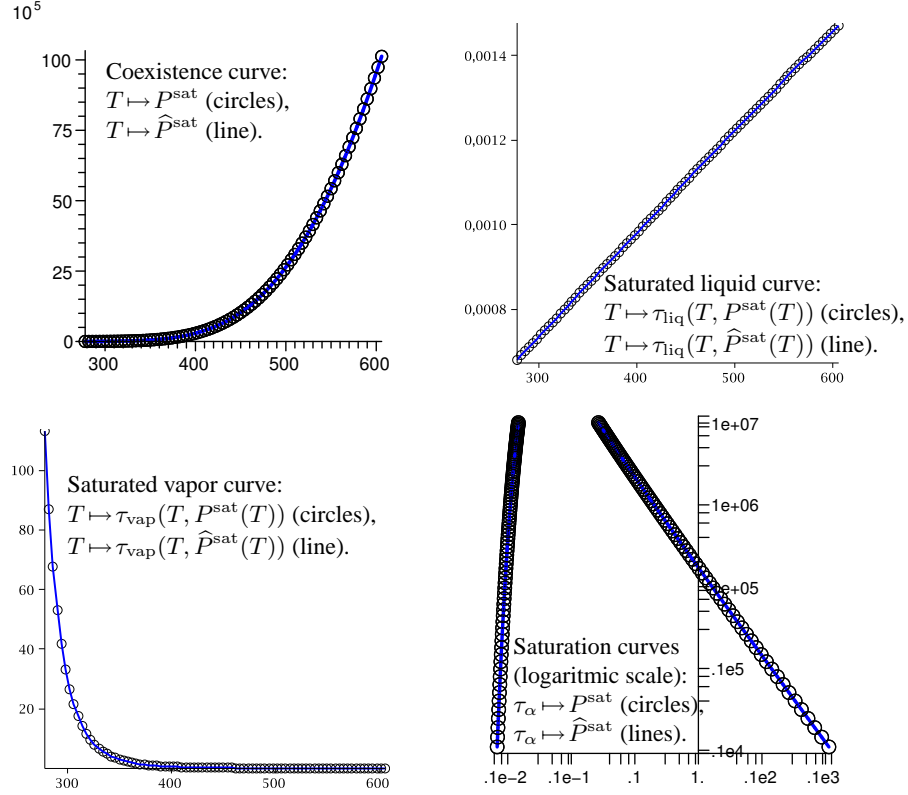 10^5
100
75
50
25
0
300 400 500 600
Coexistence curve:
T ↦ P^sat (circles),
T ↦ P̂^sat (line).
0,0014
0,0012
0,0010
0,0008
300 400 500 600
Saturated liquid curve:
T ↦ τ_liq(T, P^sat(T)) (circles),
T ↦ τ_liq(T, P̂^sat(T)) (line).
100
80
60
40
20
300 400 500 600
Saturated vapor curve:
T ↦ τ_vap(T, P^sat(T)) (circles),
T ↦ τ_vap(T, P̂^sat(T)) (line).
.1e+07
1e+06
.1e5
.1e-2 .1e-1 .1 1. .1e2 .1e3
Saturation curves
(logaritmic scale):
τ_α ↦ P^sat (circles),
τ_α ↦ P̂^sat (lines).